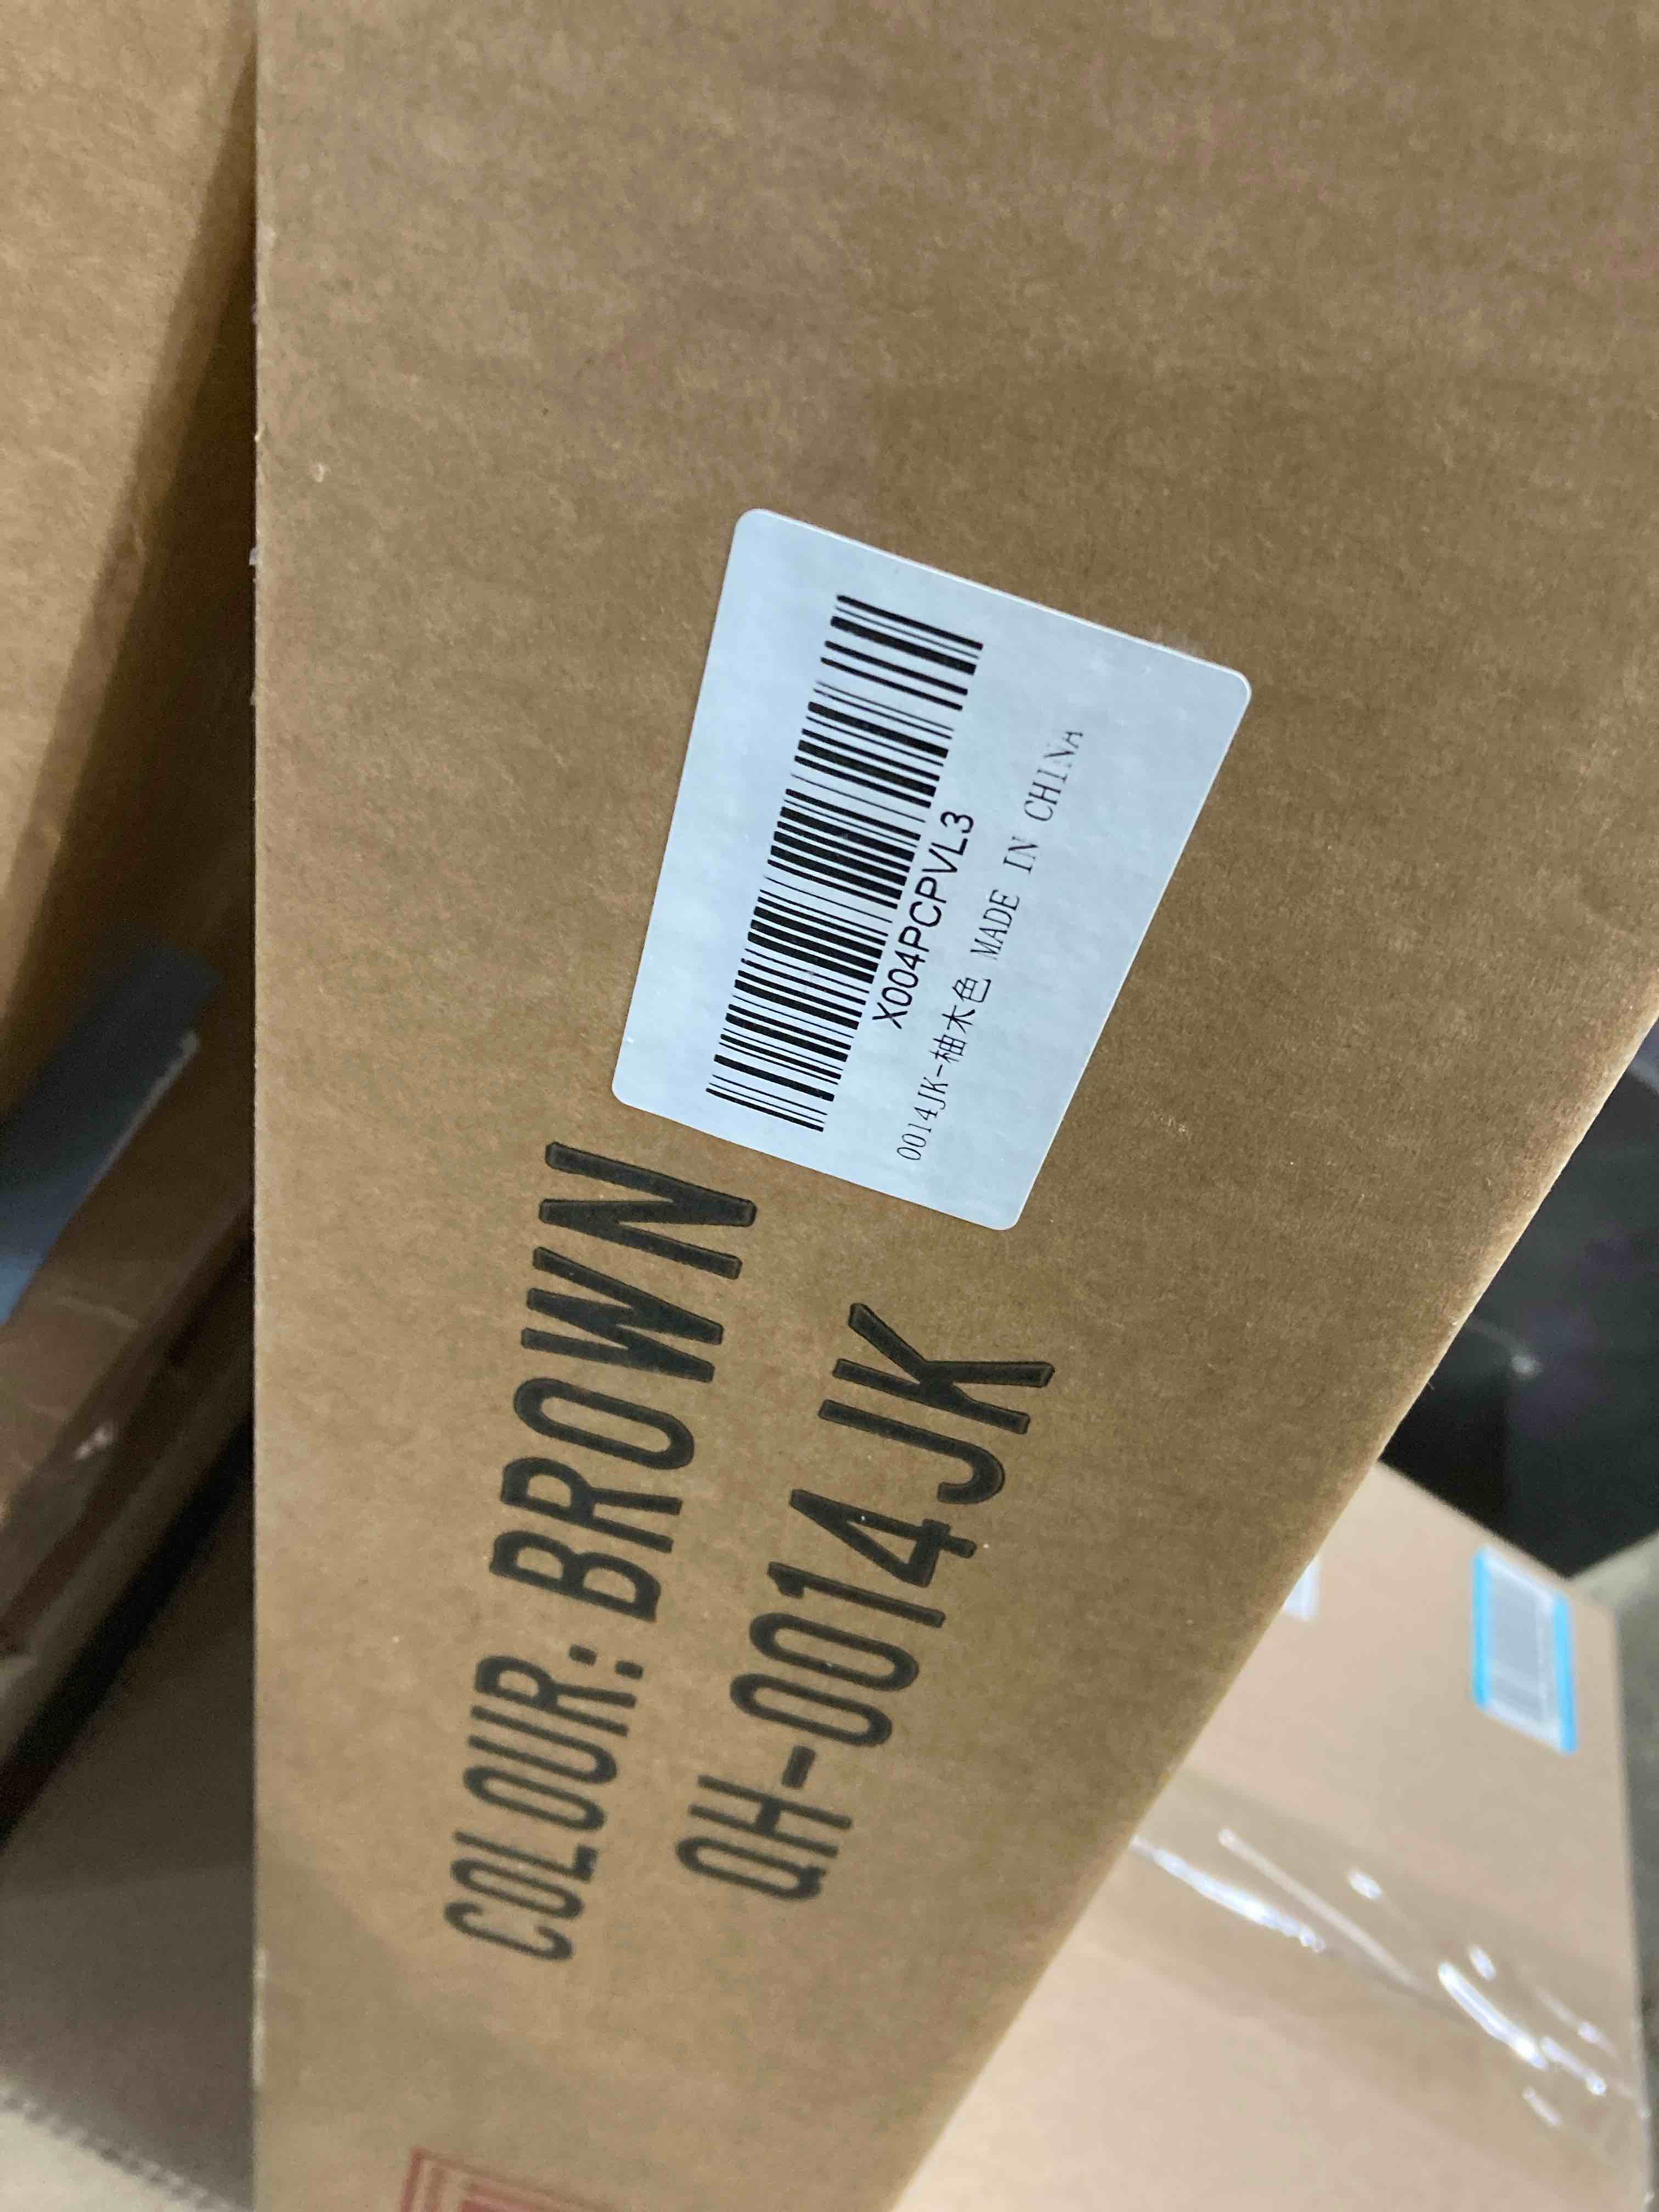 COLOUR: BROWN
QH-0014JK
X004PCPVL3
0014JK-柚木色 MADE IN CHINA